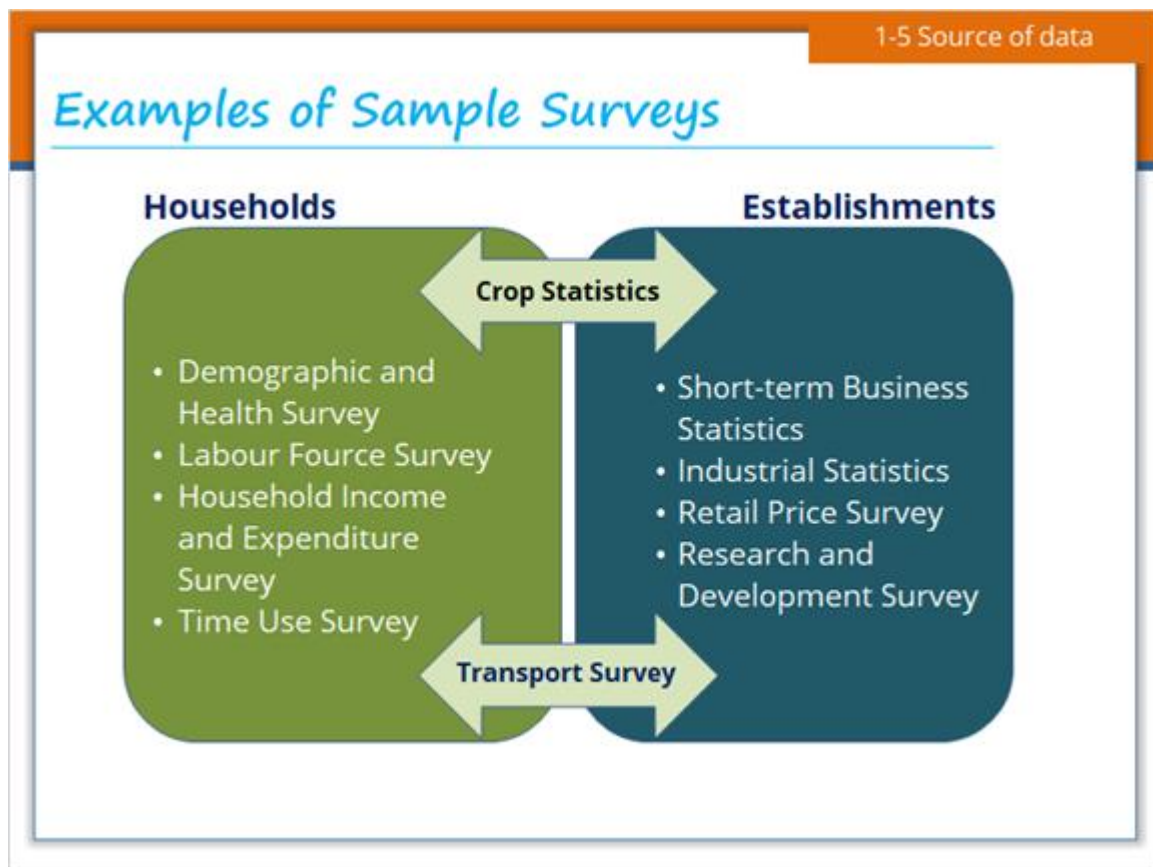 1-5 Source of data
Examples of Sample Surveys
Households
Establishments
Crop Statistics
• Demographic and
Health Survey
• Labour Fource Survey
• Household Income
and Expenditure
Survey
• Time Use Survey
• Short-term Business
Statistics
• Industrial Statistics
• Retail Price Survey
• Research and
Development Survey
Transport Survey